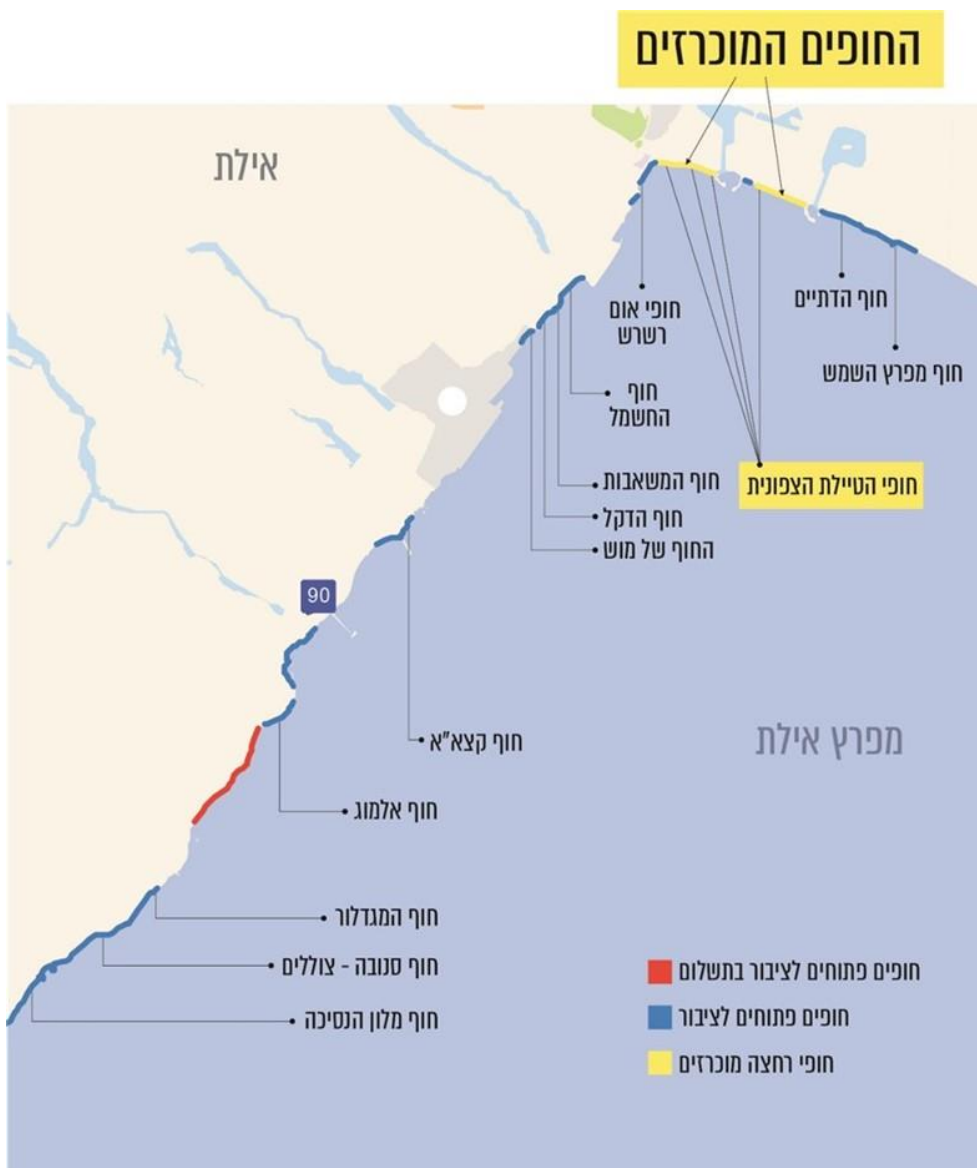 החופים המוכרזים
אילת
חוף הדתיים
חופי אום
רשרש
חוף מפרץ השמש
חוף
החשמל
חופי הטיילת הצפונית
חוף המשאבות
חוף הדקל
החוף של מוש
90
מפרץ אילת
חוף קצא"א
חוף אלמוג
חוף המגדלור
חוף סנובה - צוללים
חוף מלון הנסיכה
חופים פתוחים לציבור בתשלום
חופים פתוחים לציבור
חופי רחצה מוכרזים